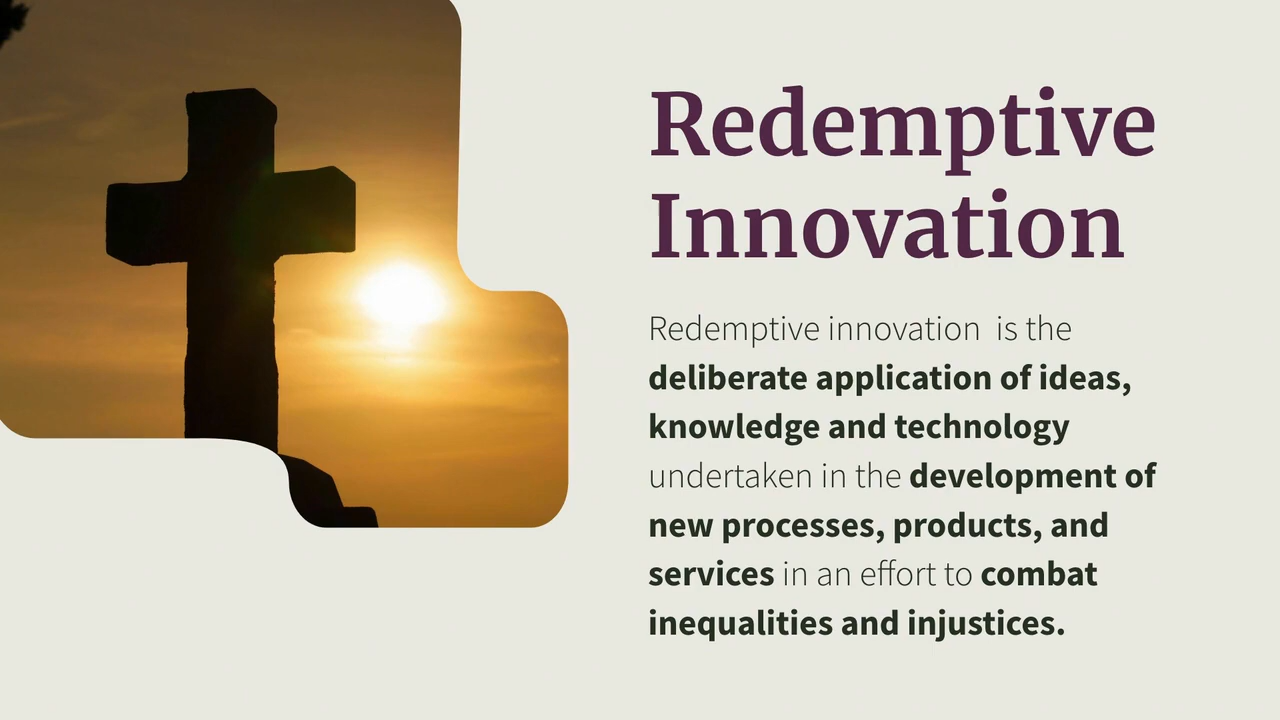 Redemptive
Innovation
Redemptive innovation  is the
deliberate application of ideas,
knowledge and technology
undertaken in the development of
new processes, products, and
services in an effort to combat
inequalities and injustices.